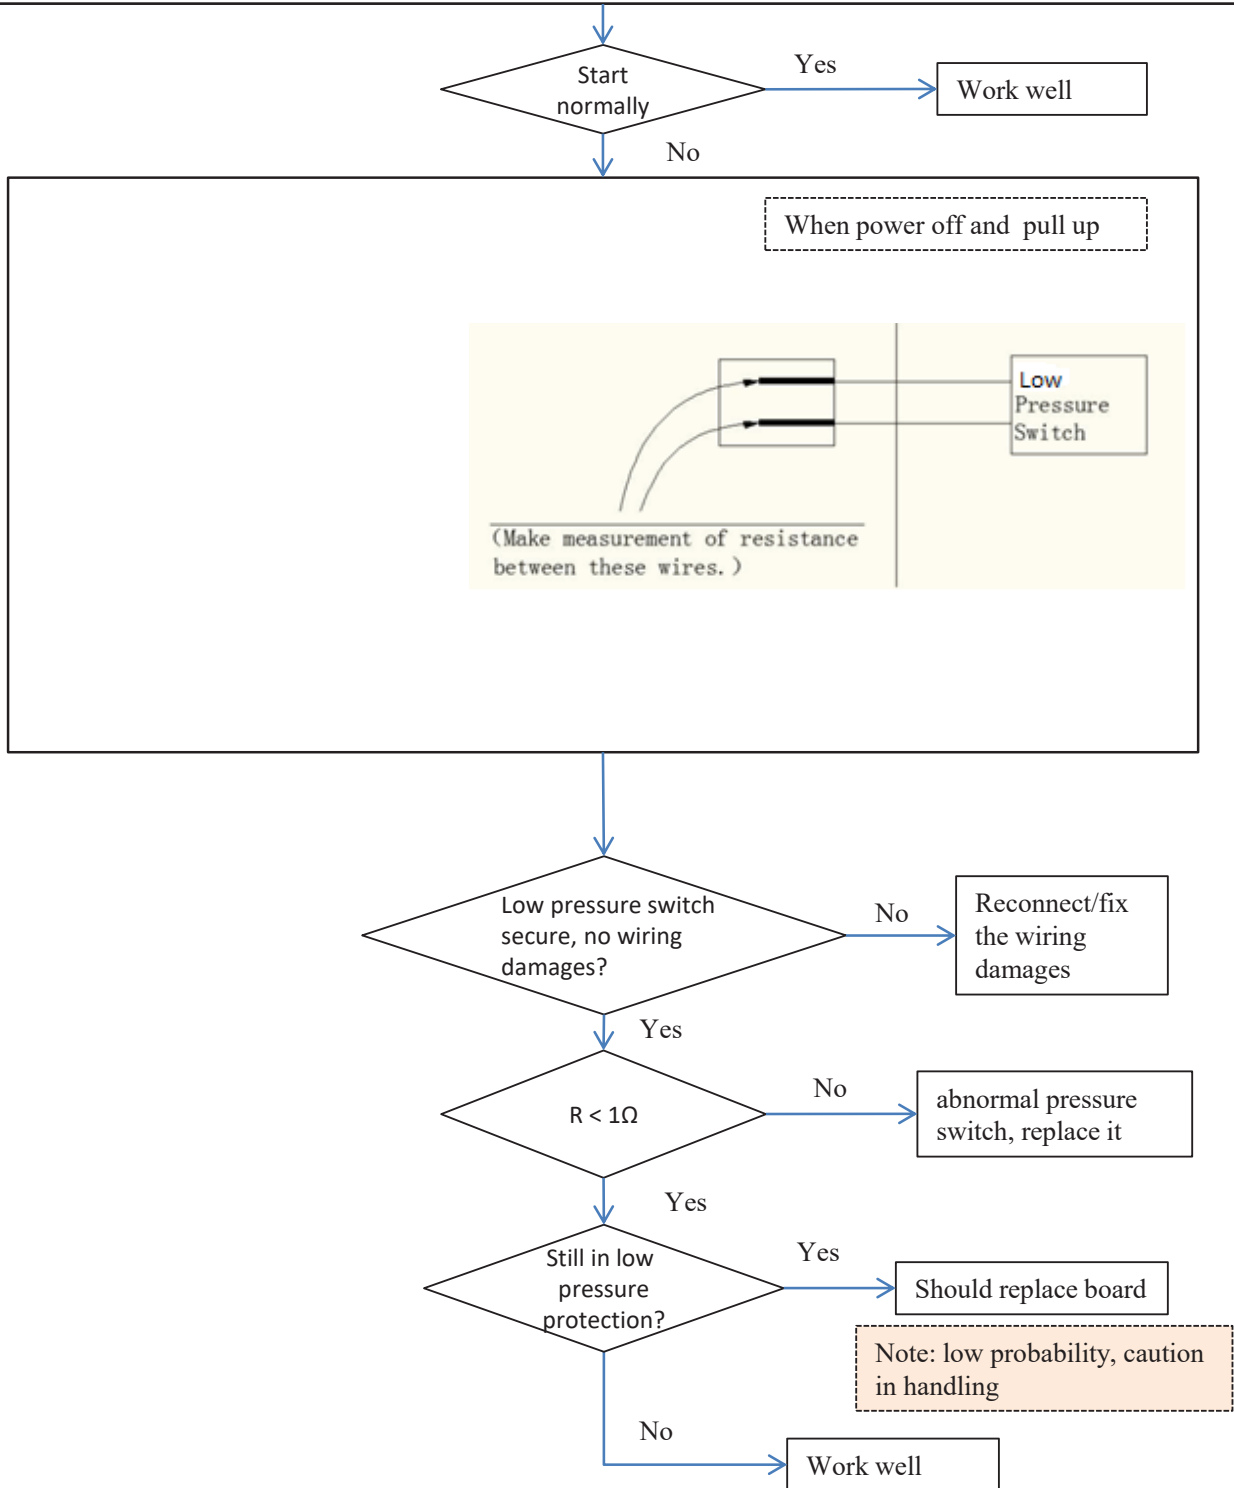 Start
normally
Yes
Work well
No
When power off and pull up
Low
Pressure
Switch
(Make measurement of resistance
between these wires.)
Low pressure switch
secure, no wiring
damages?
No
Reconnect/fix
the wiring
damages
Yes
R < 1Ω
No
abnormal pressure
switch, replace it
Yes
Still in low
pressure
protection?
Yes
Should replace board
Note: low probability, caution
in handling
No
Work well